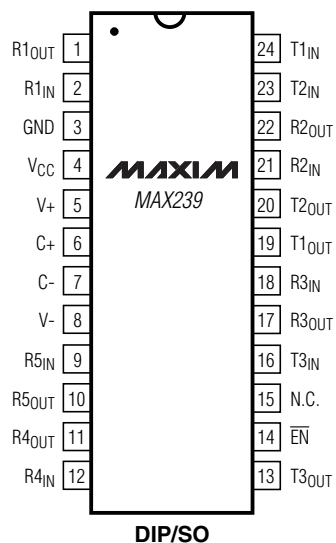 R1OUT 1 24 T1IN
R1IN 2 23 T2IN
GND 3 22 R2OUT
VCC 4 MAXIM 21 R2IN
V+ 5 MAX239 20 T2OUT
C+ 6 19 T1OUT
C- 7 18 R3IN
V- 8 17 R3OUT
R5IN 9 16 T3IN
R5OUT 10 15 N.C.
R4OUT 11 14 E̅N̅
R4IN 12 13 T3OUT
DIP/SO